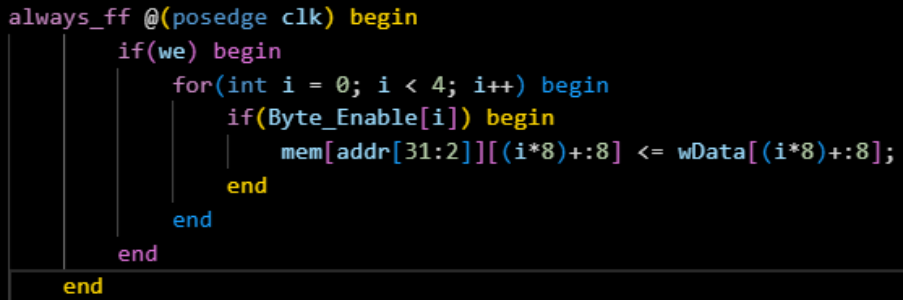 always_ff @(posedge clk) begin
if(we) begin
for(int i = 0; i < 4; i++) begin
if(Byte_Enable[i]) begin
mem[addr[31:2]][(i*8)+:8] <= wData[(i*8)+:8];
end
end
end
end